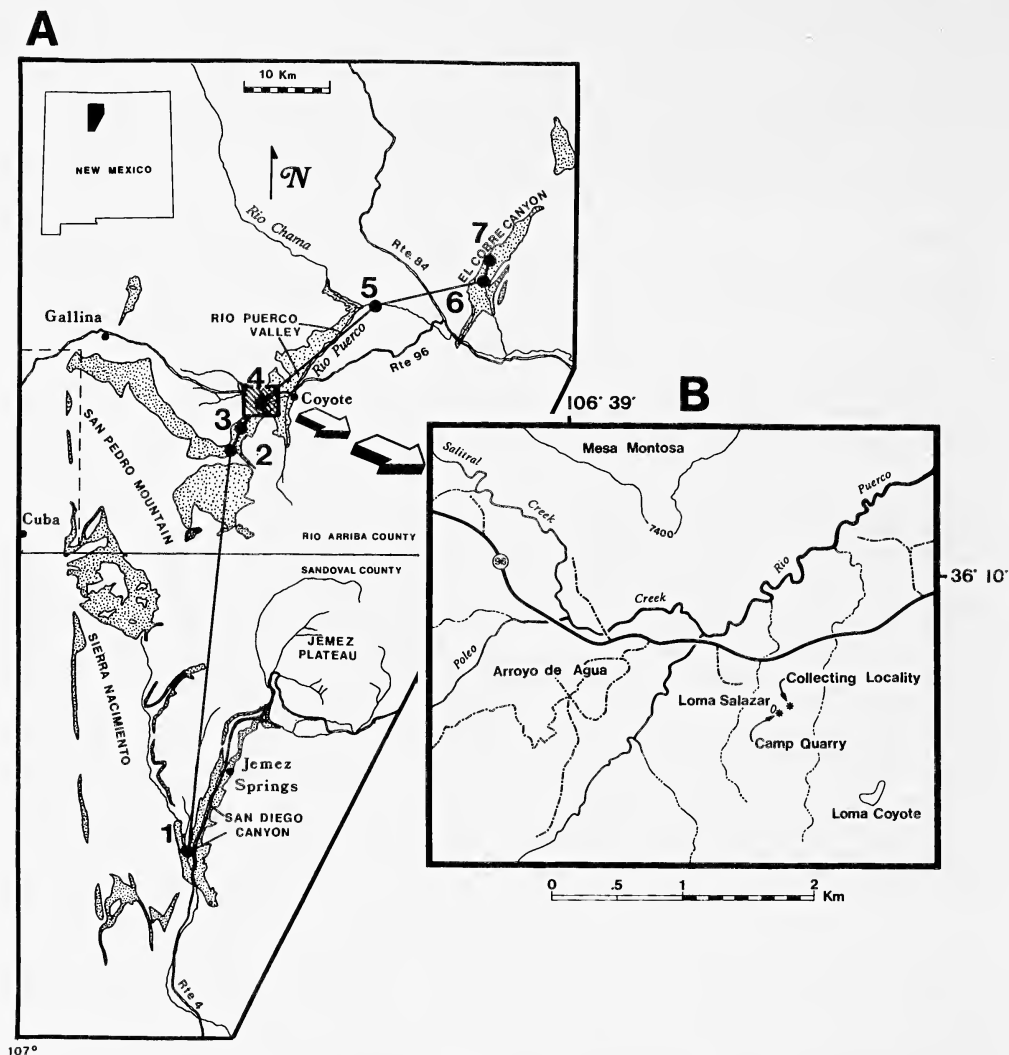 A
10 Km
NEW MEXICO
N
Rio Chama
Rte. 84
7
EL COBRE CANYON
6
5
Gallina
RIO PUERCO
VALLEY
Rio Puerco
Rte 96
4
Coyote
3
2
SAN PEDRO MOUNTAIN
Cuba
RIO ARRIBA COUNTY
SANDOVAL COUNTY
JEMEZ
PLATEAU
SIERRA NACIMIENTO
Jemez
Springs
SAN DIEGO
CANYON
1
Rte 4
107°
106° 39'
B
Salitral
Creek
Mesa Montosa
7400
Puerco
Rio
96
36° 10'
Creek
Poleo
Arroyo de Agua
Collecting Locality
Loma Salazar
Camp Quarry
Loma Coyote
0 .5 1 2
Km